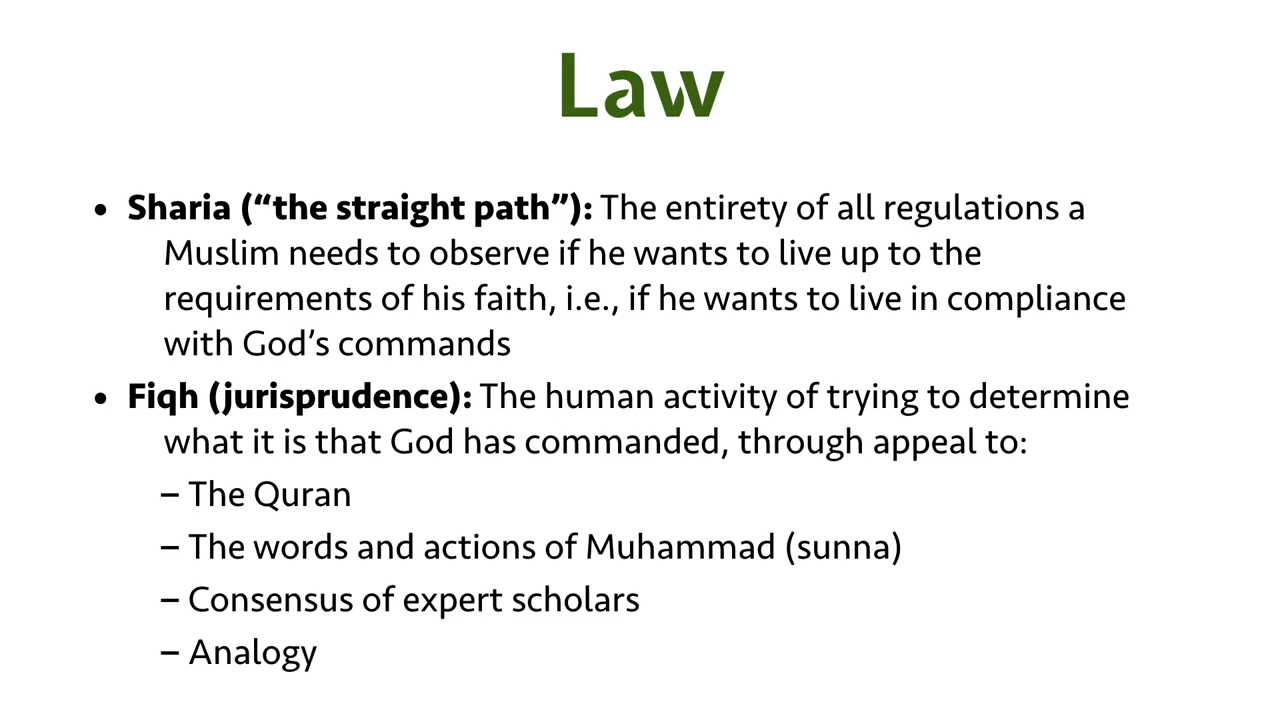 Law
• Sharia (“the straight path”): The entirety of all regulations a
Muslim needs to observe if he wants to live up to the
requirements of his faith, i.e., if he wants to live in compliance
with God’s commands
• Fiqh (jurisprudence): The human activity of trying to determine
what it is that God has commanded, through appeal to:
– The Quran
– The words and actions of Muhammad (sunna)
– Consensus of expert scholars
– Analogy